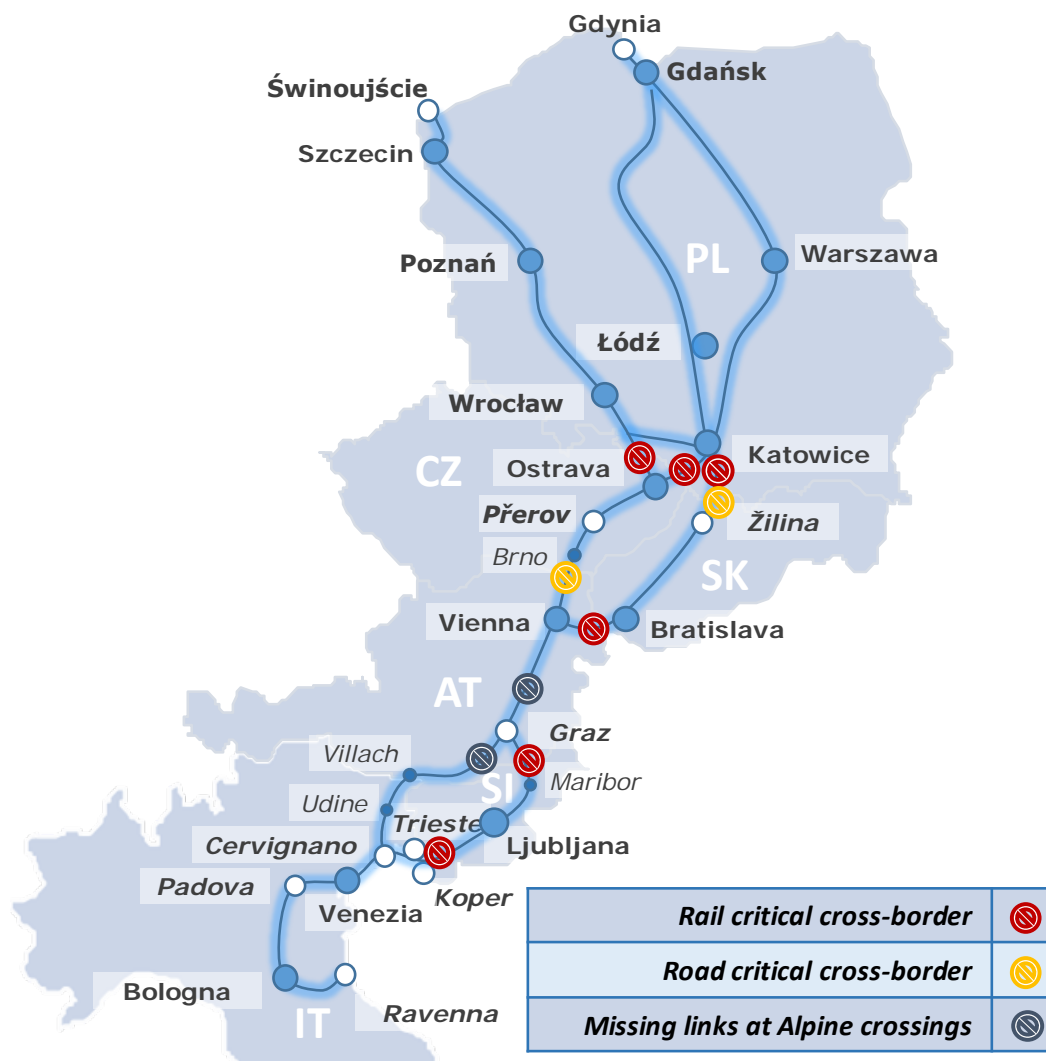 Gdynia
Gdańsk
Świnoujście
Szczecin
Poznań
PL
Warszawa
Łódź
Wrocław
CZ
Ostrava
Katowice
Přerov
Žilina
Brno
SK
Vienna
Bratislava
AT
Graz
Villach
SI
Maribor
Udine
Trieste
Cervignano
Ljubljana
Padova
Koper
Venezia
Bologna
Ravenna
IT
Rail critical cross-border
Road critical cross-border
Missing links at Alpine crossings